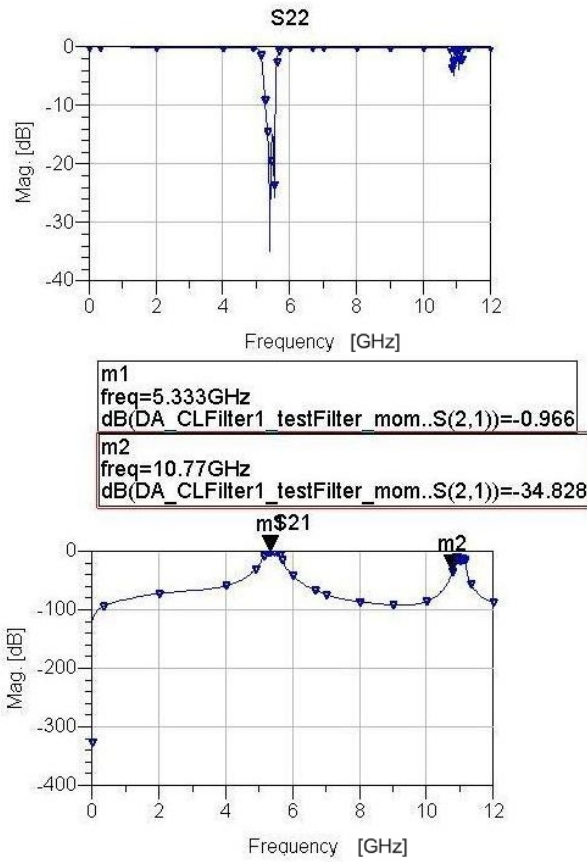 S22
0
-10
-20
-30
-40
Mag. [dB]
0 2 4 6 8 10 12
Frequency [GHz]
m1
freq=5.333GHz
dB(DA_CLFilter1_testFilter_mom..S(2,1))=-0.966
m2
freq=10.77GHz
dB(DA_CLFilter1_testFilter_mom..S(2,1))=-34.828
m$21
m2
0
-100
-200
-300
-400
Mag. [dB]
0 2 4 6 8 10 12
Frequency [GHz]